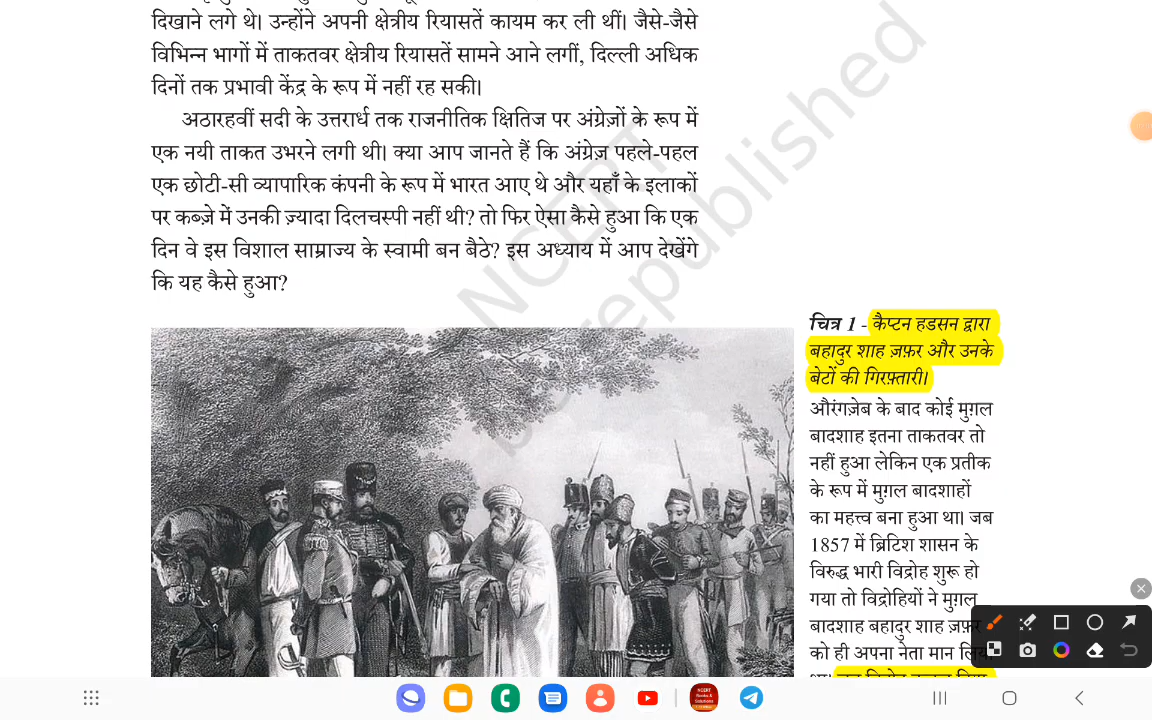 दिखाने लगे थे। उन्होंने अपनी क्षेत्रीय रियासतें कायम कर ली थीं। जैसे-जैसे
विभिन्न भागों में ताकतवर क्षेत्रीय रियासतें सामने आने लगीं, दिल्ली अधिक
दिनों तक प्रभावी केंद्र के रूप में नहीं रह सकी।
अठारहवीं सदी के उत्तरार्ध तक राजनीतिक क्षितिज पर अंग्रेज़ों के रूप में
एक नयी ताकत उभरने लगी थी। क्या आप जानते हैं कि अंग्रेज़ पहले-पहल
एक छोटी-सी व्यापारिक कंपनी के रूप में भारत आए थे और यहाँ के इलाकों
पर कब्ज़े में उनकी ज़्यादा दिलचस्पी नहीं थी? तो फिर ऐसा कैसे हुआ कि एक
दिन वे इस विशाल साम्राज्य के स्वामी बन बैठे? इस अध्याय में आप देखेंगे
कि यह कैसे हुआ?
चित्र 1 - कैप्टन हडसन द्वारा
बहादुर शाह ज़फ़र और उनके
बेटों की गिरफ़्तारी।
औरंगज़ेब के बाद कोई मुग़ल
बादशाह इतना ताकतवर तो
नहीं हुआ लेकिन एक प्रतीक
के रूप में मुग़ल बादशाहों
का महत्त्व बना हुआ था। जब
1857 में ब्रिटिश शासन के
विरुद्ध भारी विद्रोह शुरू हो
गया तो विद्रोहियों ने मुग़ल
बादशाह बहादुर शाह ज़फ़र
को ही अपना नेता मान लिया
© NCERT
republished